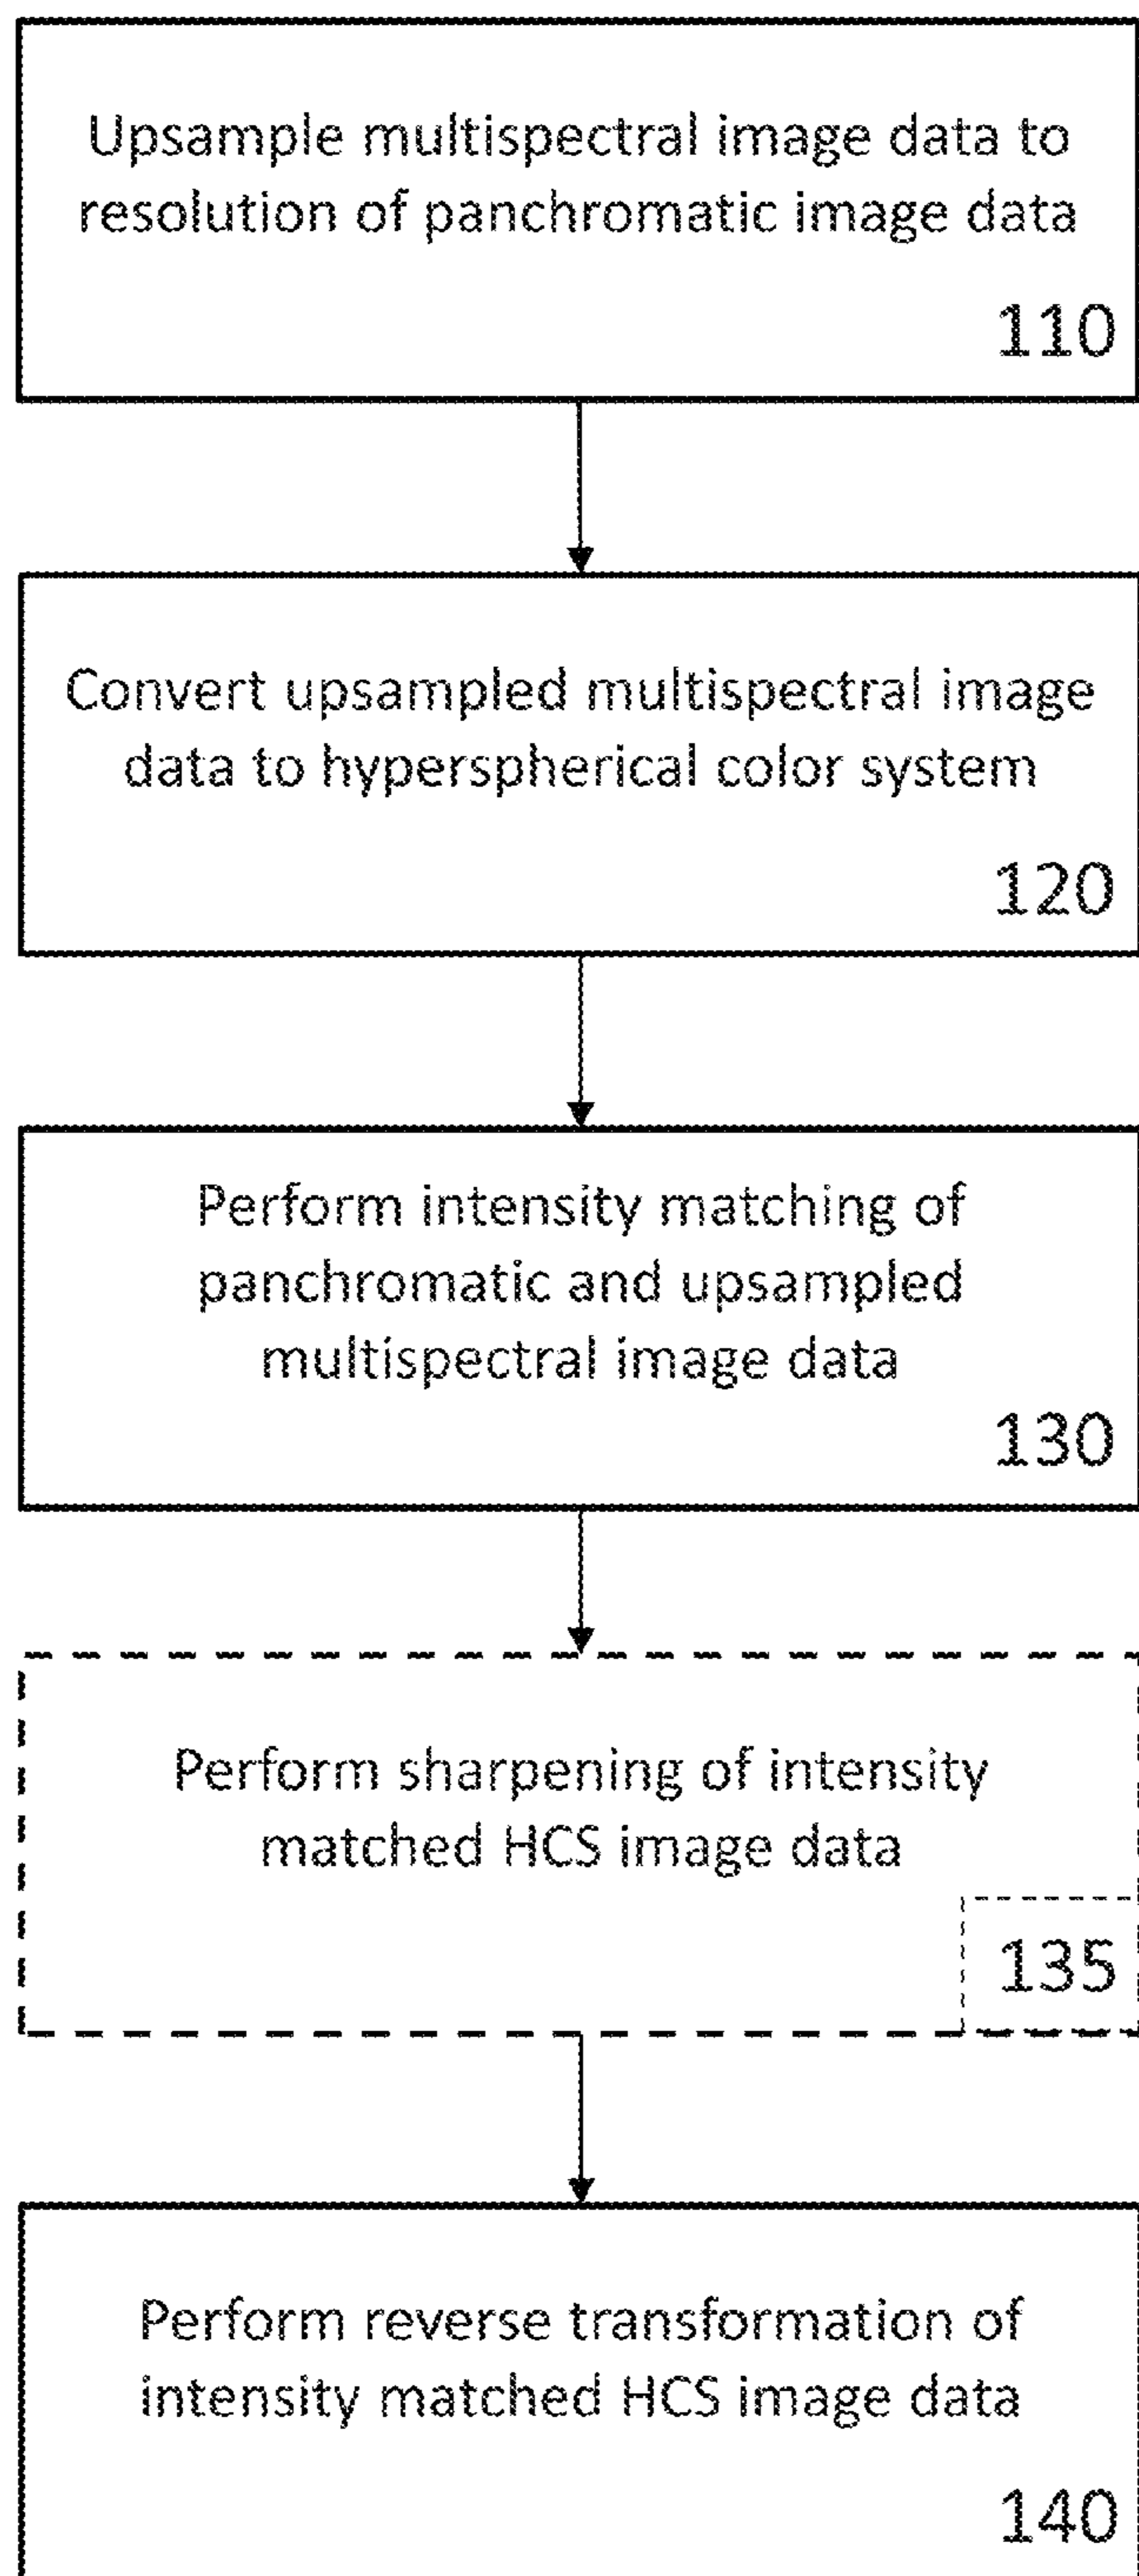 Upsample multispectral image data to
resolution of panchromatic image data
110
Convert upsampled multispectral image
data to hyperspherical color system
120
Perform intensity matching of
panchromatic and upsampled
multispectral image data
130
Perform sharpening of intensity
matched HCS image data
135
Perform reverse transformation of
intensity matched HCS image data
140